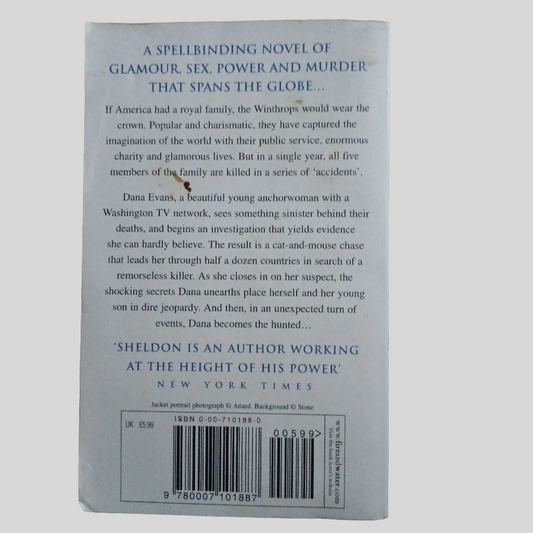 A SPELLBINDING NOVEL OF
GLAMOUR, SEX, POWER AND MURDER
THAT SPANS THE GLOBE...
If America had a royal family, the Winthrops would wear the
crown. Popular and charismatic, they have captured the
imagination of the world with their public service, enormous
charity and glamorous lives. But in a single year, all five
members of the family are killed in a series of ‘accidents’.
Dana Evans, a beautiful young anchorwoman with a
Washington TV network, sees something sinister behind their
deaths, and begins an investigation that yields evidence
she can hardly believe. The result is a cat-and-mouse chase
that leads her through half a dozen countries in search of a
remorseless killer. As she closes in on her suspect, the
shocking secrets Dana unearths place herself and her young
son in dire jeopardy. And then, in an unexpected turn of
events, Dana becomes the hunted...
‘SHELDON IS AN AUTHOR WORKING
AT THE HEIGHT OF HIS POWER’
NEW YORK TIMES
Jacket portrait photograph © Attard. Background © Stone
UK £5.99
ISBN 0-00-710188-0
00599>
9 780007 101887
www.fireandwater.com
Visit the book lover's website